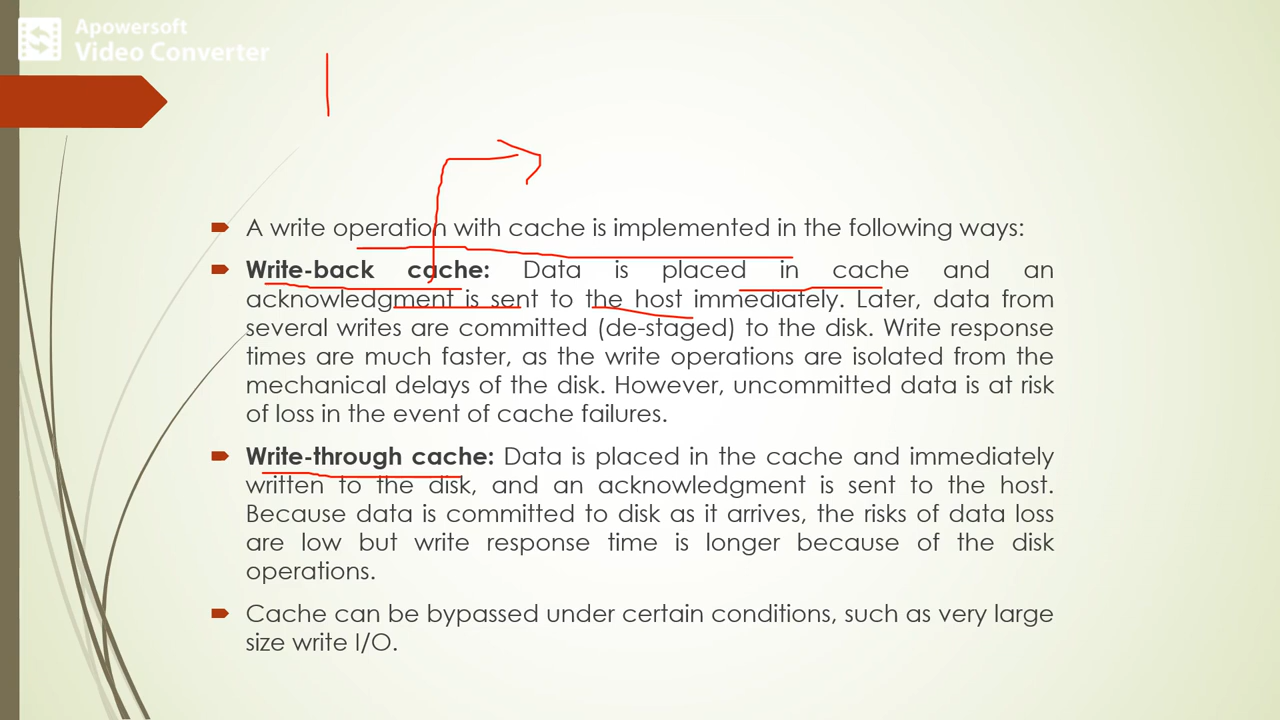 Apowersoft
Video Converter
A write operation with cache is implemented in the following ways:
Write-back cache: Data is placed in cache and an
acknowledgment is sent to the host immediately. Later, data from
several writes are committed (de-staged) to the disk. Write response
times are much faster, as the write operations are isolated from the
mechanical delays of the disk. However, uncommitted data is at risk
of loss in the event of cache failures.
Write-through cache: Data is placed in the cache and immediately
written to the disk, and an acknowledgment is sent to the host.
Because data is committed to disk as it arrives, the risks of data loss
are low but write response time is longer because of the disk
operations.
Cache can be bypassed under certain conditions, such as very large
size write I/O.